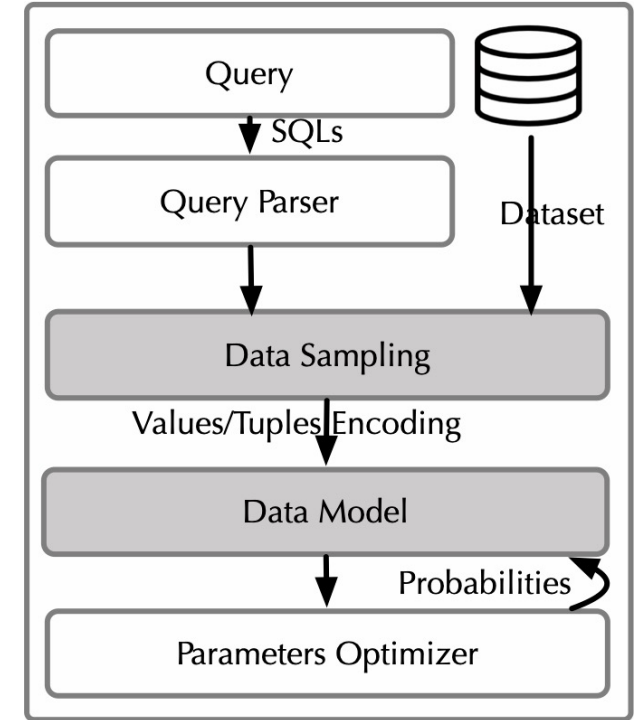 Query
SQLs
Query Parser
Dataset
Data Sampling
Values/Tuples Encoding
Data Model
Probabilities
Parameters Optimizer